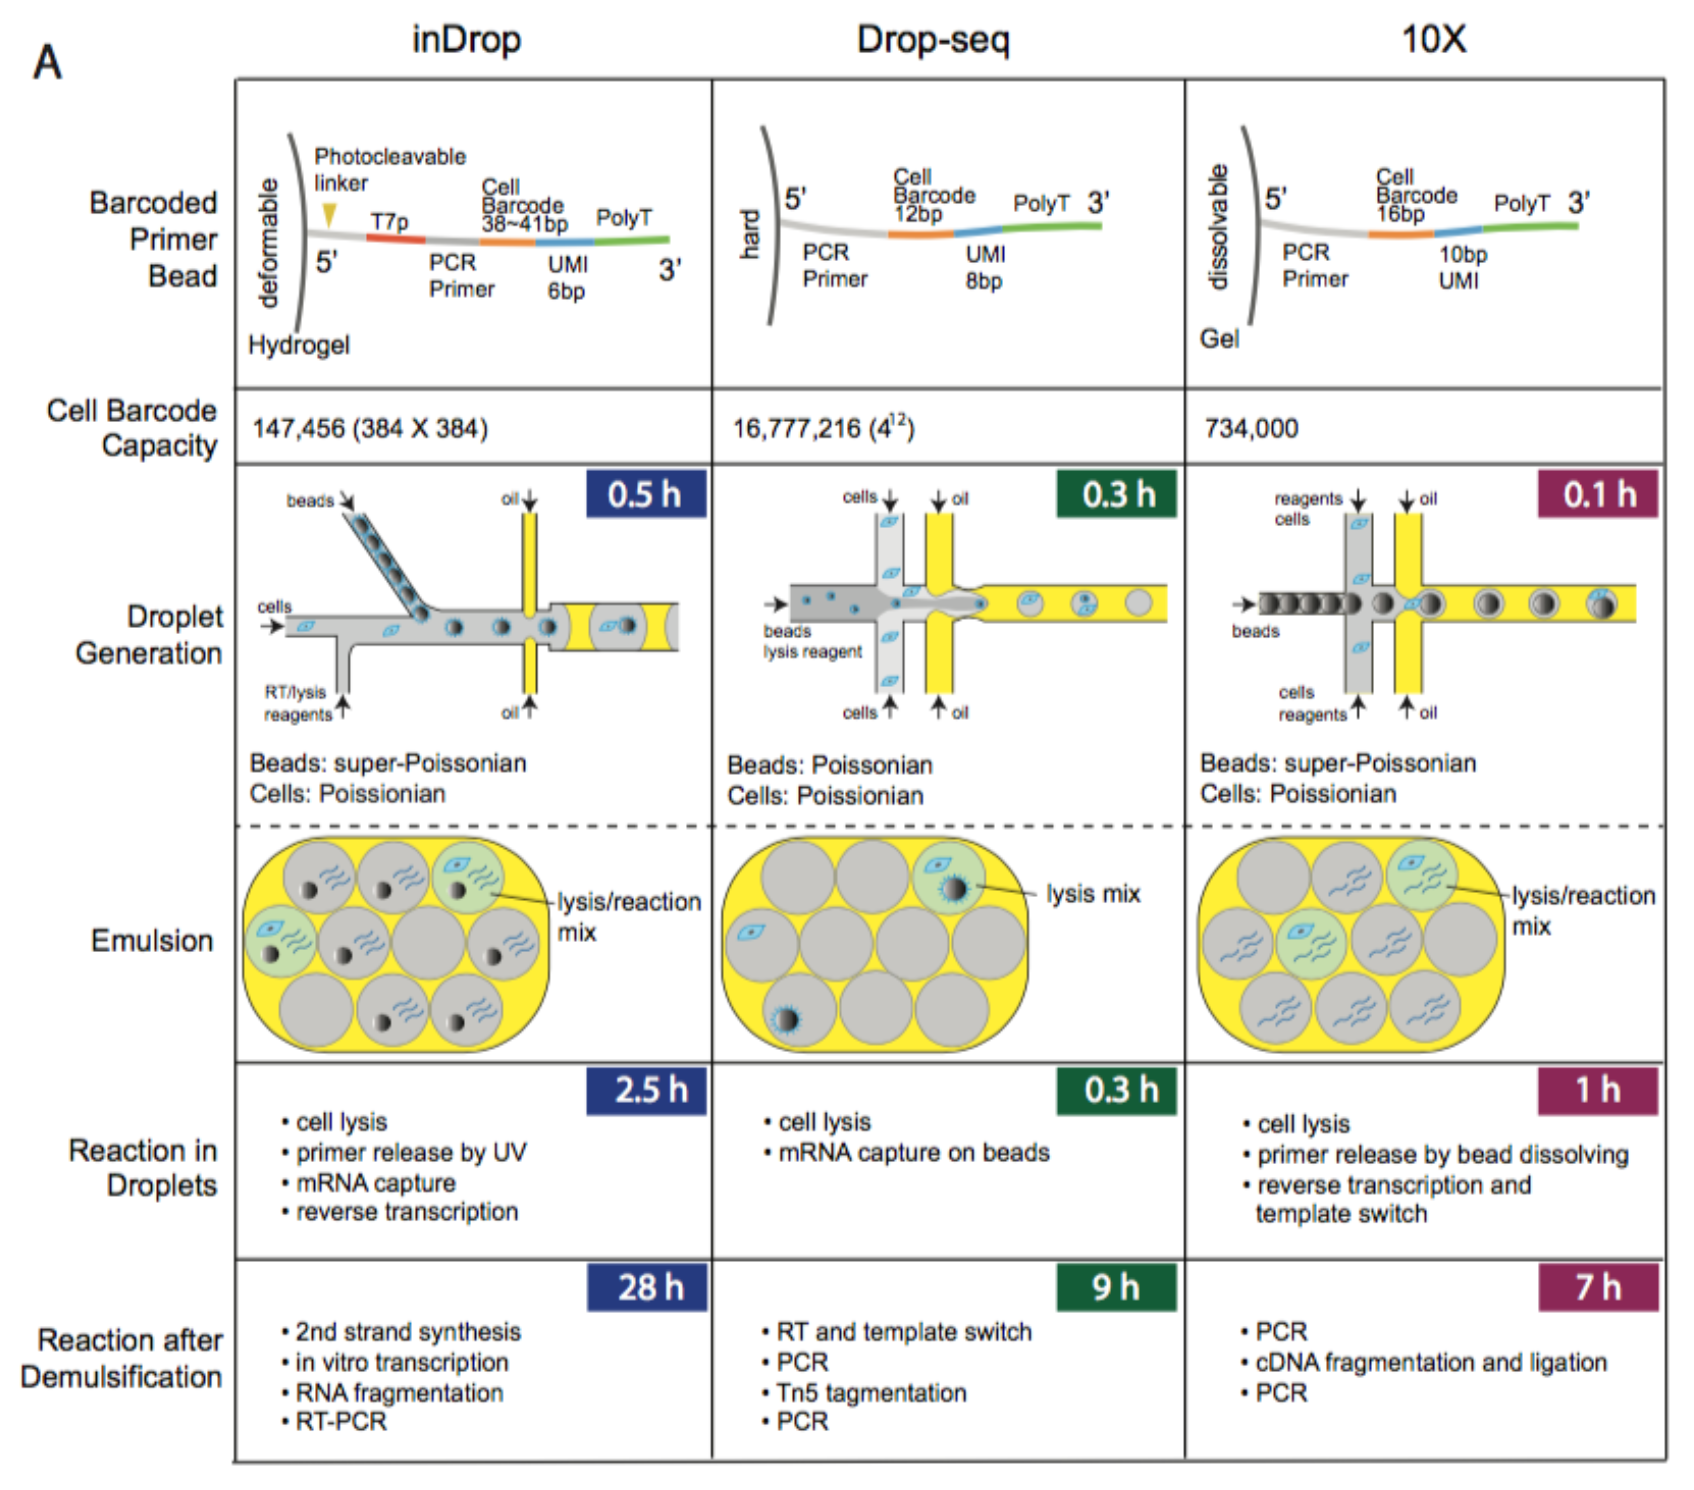 A
inDrop
Drop-seq
10X
Barcoded
Primer
Bead
deformable
Photocleavable
linker
T7p
Cell
Barcode
38~41bp
PolyT
5'
PCR
Primer
UMI
6bp
3'
Hydrogel
hard
5'
Cell
Barcode
12bp
PolyT 3'
PCR
Primer
UMI
8bp
dissolvable
5'
Cell
Barcode
16bp
PolyT 3'
PCR
Primer
10bp
UMI
Gel
Cell Barcode
Capacity
147,456 (384 X 384)
16,777,216 (4¹²)
734,000
Droplet
Generation
0.5 h
beads
oil
cells
RT/lysis
reagents
oil
Beads: super-Poissonian
Cells: Poissionian
0.3 h
cells
oil
beads
lysis reagent
cells
oil
Beads: Poissonian
Cells: Poissionian
0.1 h
reagents
cells
oil
beads
cells
reagents
oil
Beads: super-Poissonian
Cells: Poissionian
Emulsion
lysis/reaction
mix
lysis mix
lysis/reaction
mix
Reaction in
Droplets
2.5 h
• cell lysis
• primer release by UV
• mRNA capture
• reverse transcription
0.3 h
• cell lysis
• mRNA capture on beads
1 h
• cell lysis
• primer release by bead dissolving
• reverse transcription and
template switch
Reaction after
Demulsification
28 h
• 2nd strand synthesis
• in vitro transcription
• RNA fragmentation
• RT-PCR
9 h
• RT and template switch
• PCR
• Tn5 tagmentation
• PCR
7 h
• PCR
• cDNA fragmentation and ligation
• PCR